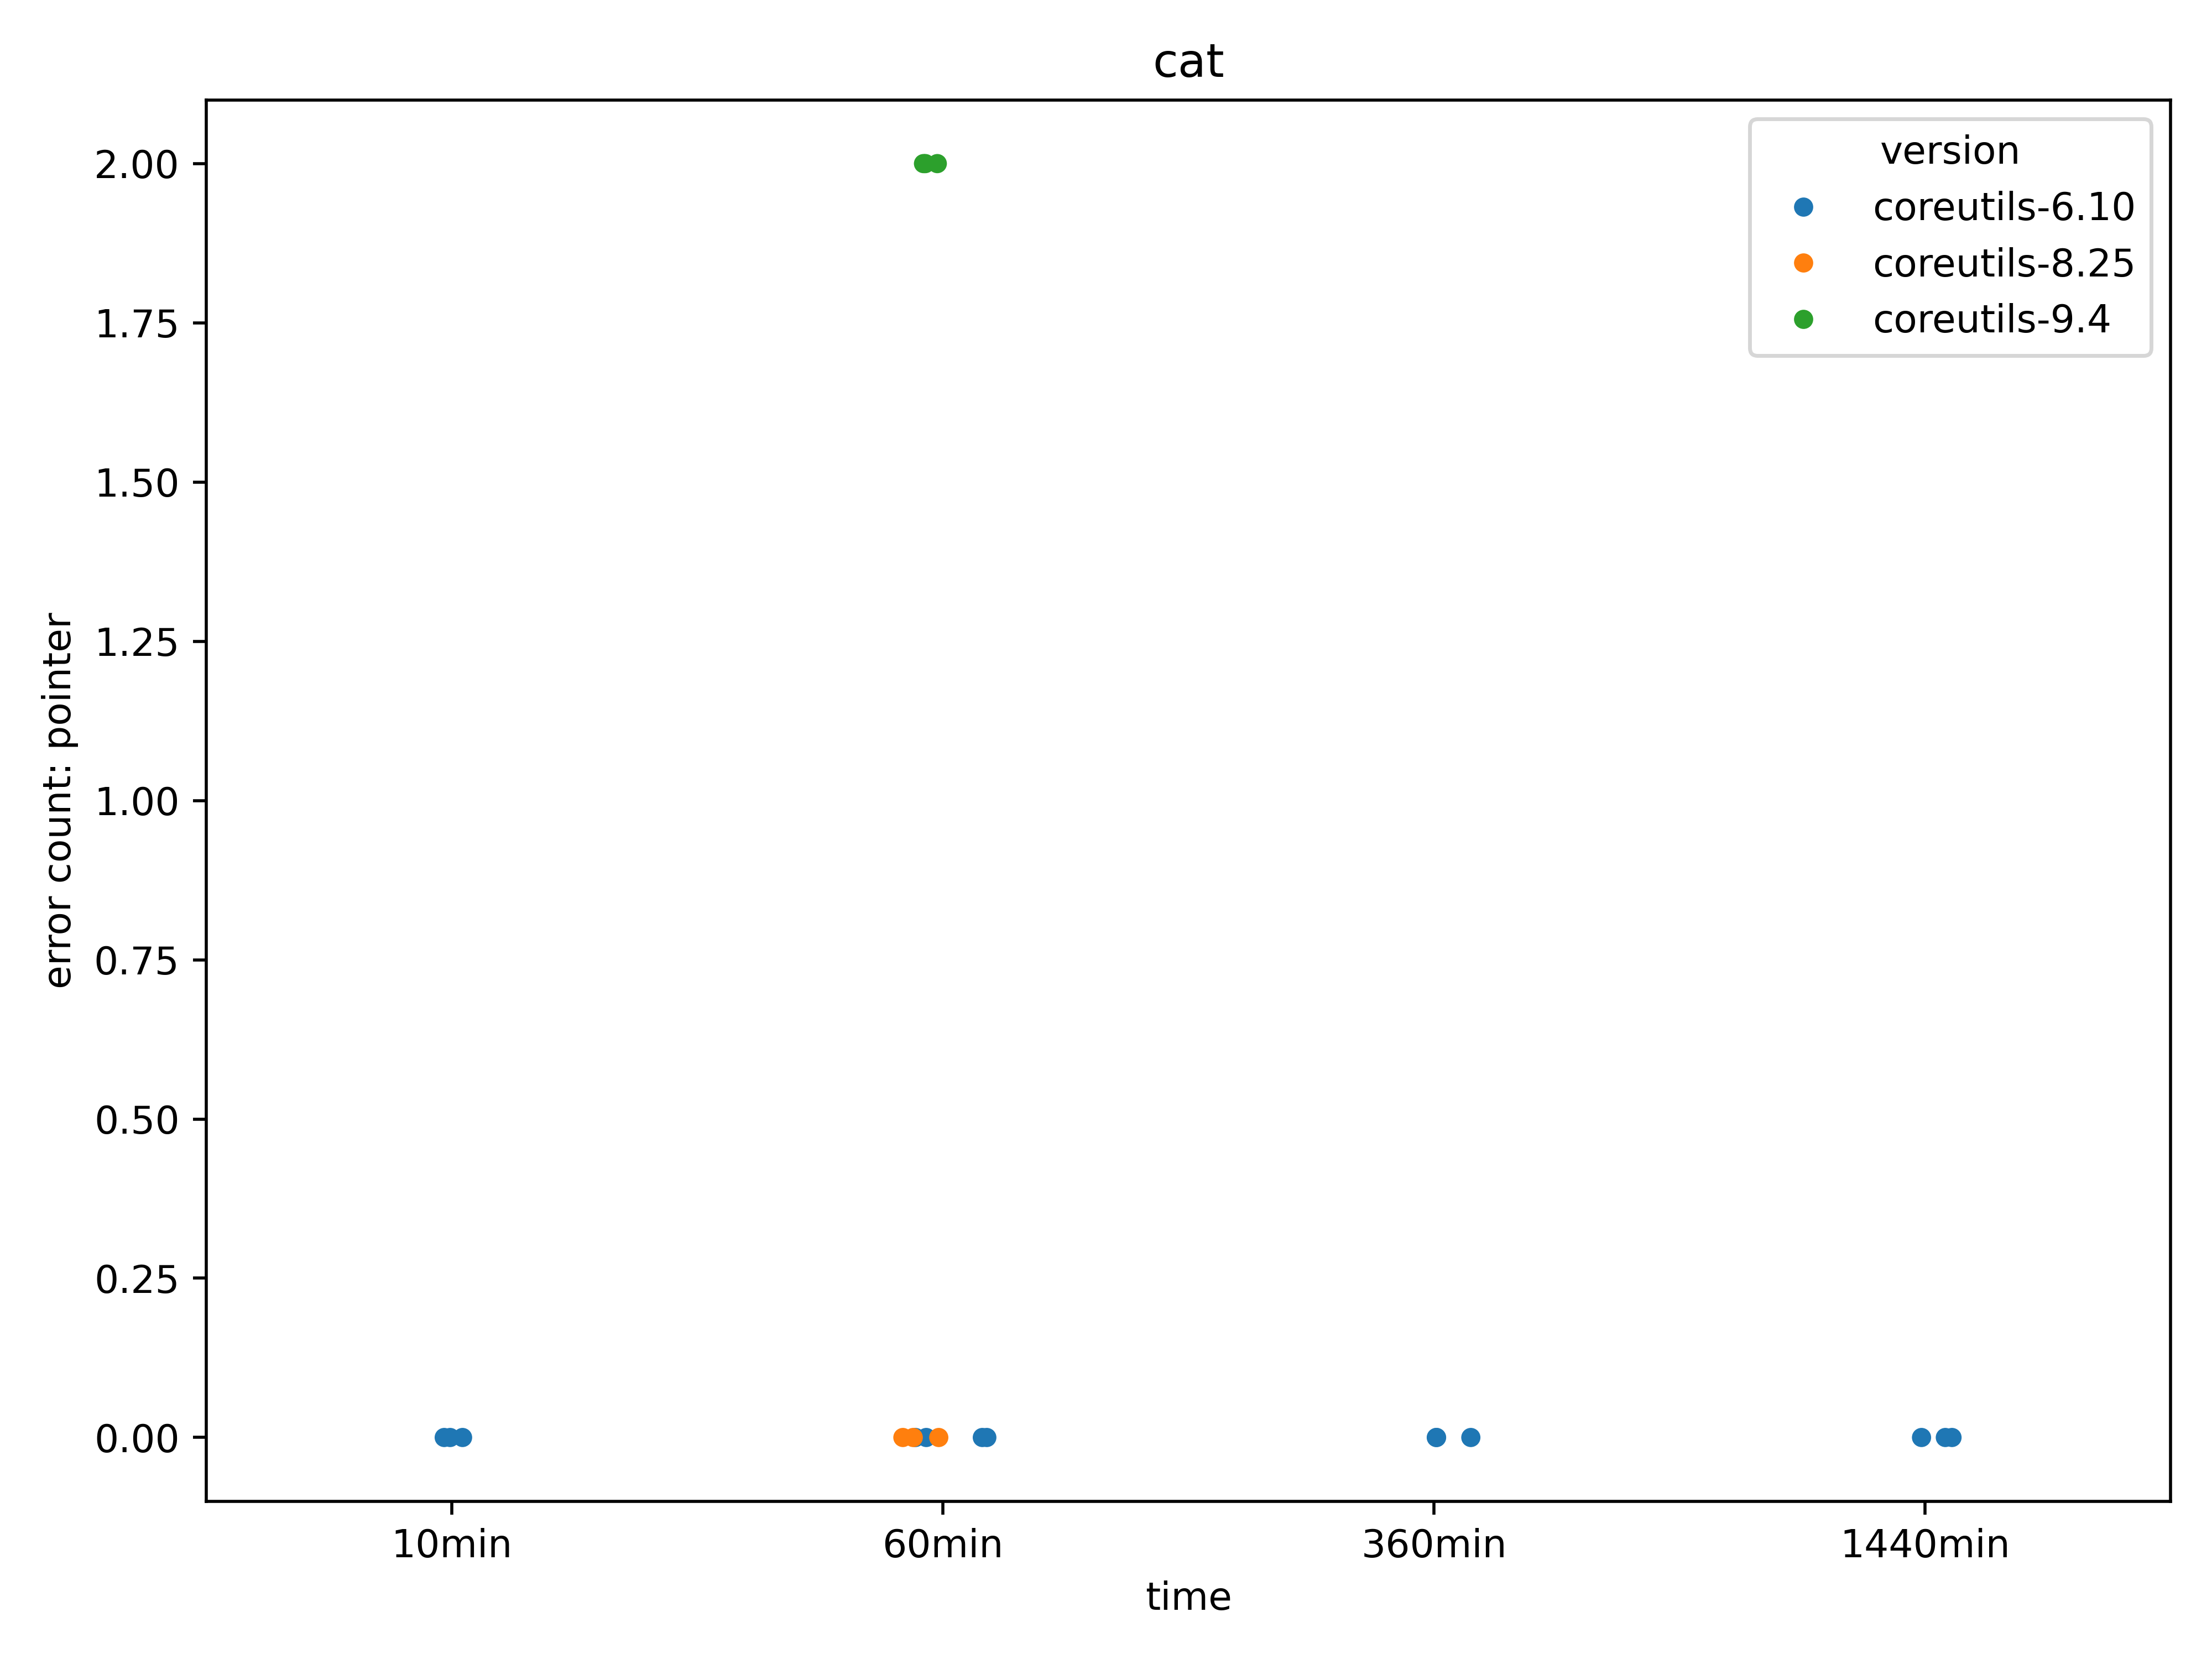 cat
version
coreutils-6.10
coreutils-8.25
coreutils-9.4
error count: pointer
2.00
1.75
1.50
1.25
1.00
0.75
0.50
0.25
0.00
10min
60min
360min
1440min
time